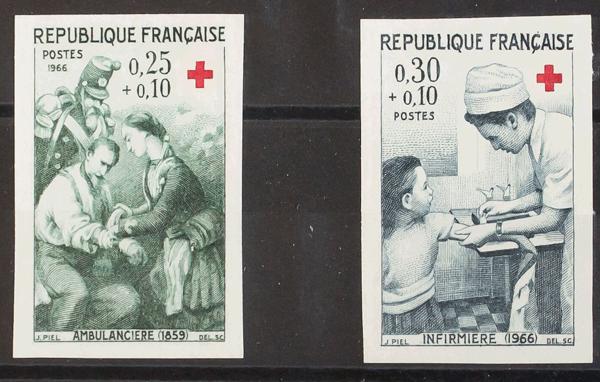 REPUBLIQUE FRANÇAISE
POSTES
1966
0,25
+ 0,10
J. PIEL
AMBULANCIERE (1859)
DEL. SC.
REPUBLIQUE FRANÇAISE
0,30
+ 0,10
POSTES
J. PIEL
INFIRMIERE (1966)
DEL. SC.